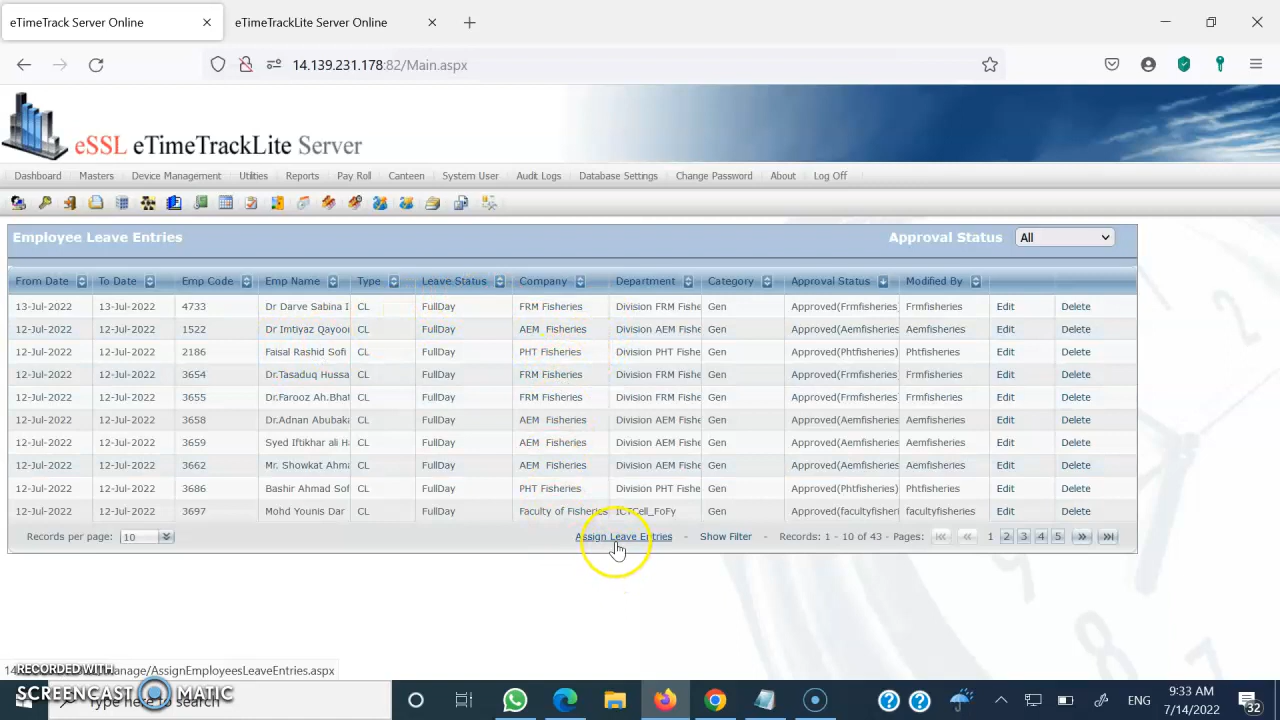 eTimeTrack Server Online
eTimeTrackLite Server Online
14.139.231.178:82/Main.aspx
eSSL eTimeTrackLite Server
Dashboard Masters Device Management Utilities Reports Pay Roll Canteen System User Audit Logs Database Settings Change Password About Log Off
Employee Leave Entries Approval Status All
From Date To Date Emp Code Emp Name Type Leave Status Company Department Category Approval Status Modified By
13-Jul-2022 13-Jul-2022 4733 Dr Darve Sabina I CL FullDay FRM Fisheries Division FRM Fishe Gen Approved(Frmfisheries) Frmfisheries Edit Delete
12-Jul-2022 12-Jul-2022 1522 Dr Imtiyaz Qayoor CL FullDay AEM Fisheries Division AEM Fishe Gen Approved(Aemfisheries) Aemfisheries Edit Delete
12-Jul-2022 12-Jul-2022 2186 Faisal Rashid Sofi CL FullDay PHT Fisheries Division PHT Fishe Gen Approved(Phtfisheries) Phtfisheries Edit Delete
12-Jul-2022 12-Jul-2022 3654 Dr.Tasaduq Hussa CL FullDay FRM Fisheries Division FRM Fishe Gen Approved(Frmfisheries) Frmfisheries Edit Delete
12-Jul-2022 12-Jul-2022 3655 Dr.Farooz Ah.Bhat CL FullDay FRM Fisheries Division FRM Fishe Gen Approved(Frmfisheries) Frmfisheries Edit Delete
12-Jul-2022 12-Jul-2022 3658 Dr.Adnan Abubaka CL FullDay AEM Fisheries Division AEM Fishe Gen Approved(Aemfisheries) Aemfisheries Edit Delete
12-Jul-2022 12-Jul-2022 3659 Syed Iftikhar ali Ha CL FullDay AEM Fisheries Division AEM Fishe Gen Approved(Aemfisheries) Aemfisheries Edit Delete
12-Jul-2022 12-Jul-2022 3662 Mr. Showkat Ahma CL FullDay AEM Fisheries Division AEM Fishe Gen Approved(Aemfisheries) Aemfisheries Edit Delete
12-Jul-2022 12-Jul-2022 3686 Bashir Ahmad Sof CL FullDay PHT Fisheries Division PHT Fishe Gen Approved(Phtfisheries) Phtfisheries Edit Delete
12-Jul-2022 12-Jul-2022 3697 Mohd Younis Dar CL FullDay Faculty of Fisheries ICTCell_FoFy Gen Approved(facultyfisher facultyfisheries Edit Delete
Records per page: 10 Assign Leave Entries - Show Filter - Records: 1 - 10 of 43 - Pages: 1 2 3 4 5
anage/AssignEmployeesLeaveEntries.aspx
RECORDED WITH
SCREENCAST MATIC
Type here to search
ENG
9:33 AM
7/14/2022
32